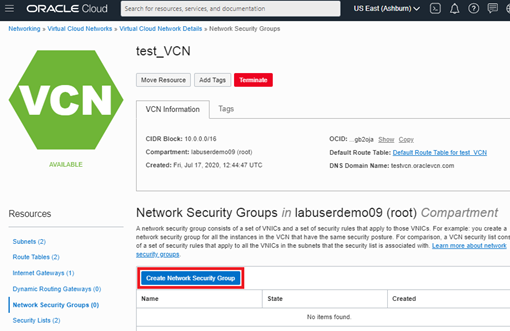 ORACLE Cloud
Search for resources, services, and documentation
US East (Ashburn)
Networking » Virtual Cloud Networks » Virtual Cloud Network Details » Network Security Groups
VCN
AVAILABLE
test_VCN
Move Resource Add Tags Terminate
VCN Information Tags
CIDR Block: 10.0.0.0/16
Compartment: labuserdemo09 (root)
Created: Fri, Jul 17, 2020, 12:44:47 UTC
OCID: ...gb2oja Show Copy
Default Route Table: Default Route Table for test_VCN
DNS Domain Name: testvcn.oraclevcn.com
Resources
Subnets (2)
Route Tables (2)
Internet Gateways (1)
Dynamic Routing Gateways (0)
Network Security Groups (0)
Security Lists (2)
Network Security Groups in labuserdemo09 (root) Compartment
A network security group consists of a set of VNICs and a set of security rules that apply to those VNICs. For example: you create a
network security group for all the instances in the VCN that have the same security posture. For comparison, a VCN security list cons
of a set of security rules that apply to all the VNICs in the subnets that the security list is associated with. Learn more about network
security groups.
Create Network Security Group
Name State Created
No items found.